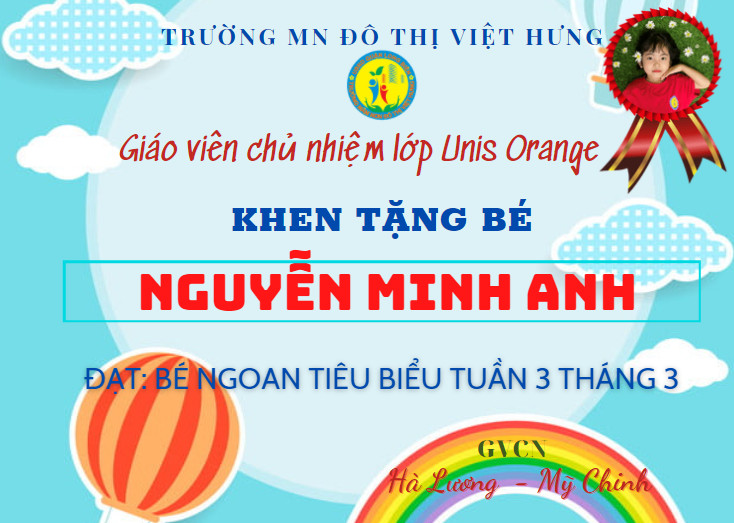 TRƯỜNG MN ĐÔ THỊ VIỆT HƯNG
Giáo viên chủ nhiệm lớp Unis Orange
KHEN TẶNG BÉ
NGUYỄN MINH ANH
ĐẠT: BÉ NGOAN TIÊU BIỂU TUẦN 3 THÁNG 3
GVCN
Hà Lương - Mỹ Chinh